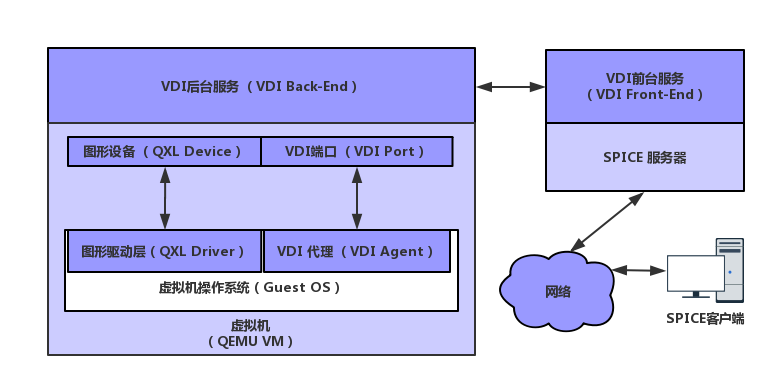 VDI后台服务（VDI Back-End）
VDI前台服务
（VDI Front-End）
图形设备（QXL Device）
VDI端口（VDI Port）
SPICE 服务器
图形驱动层（QXL Driver）
VDI 代理（VDI Agent）
虚拟机操作系统（Guest OS）
网络
SPICE客户端
虚拟机
（QEMU VM）